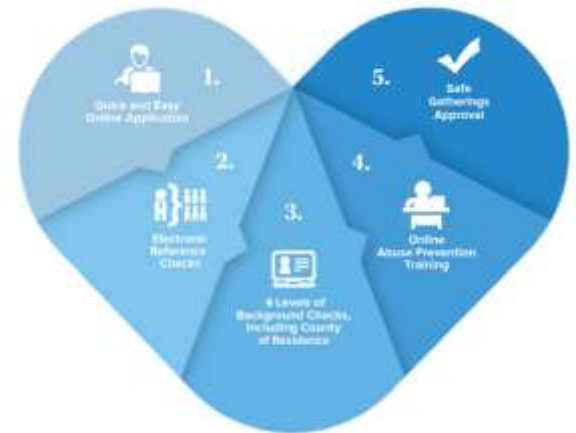 1.
Quick and Easy
Online Application
2.
Electronic
Reference
Checks
3.
Levels of
Background Checks,
Including County
of Residence
4.
Online
Abuse Prevention
Training
5.
Safe
Gatherings
Approval